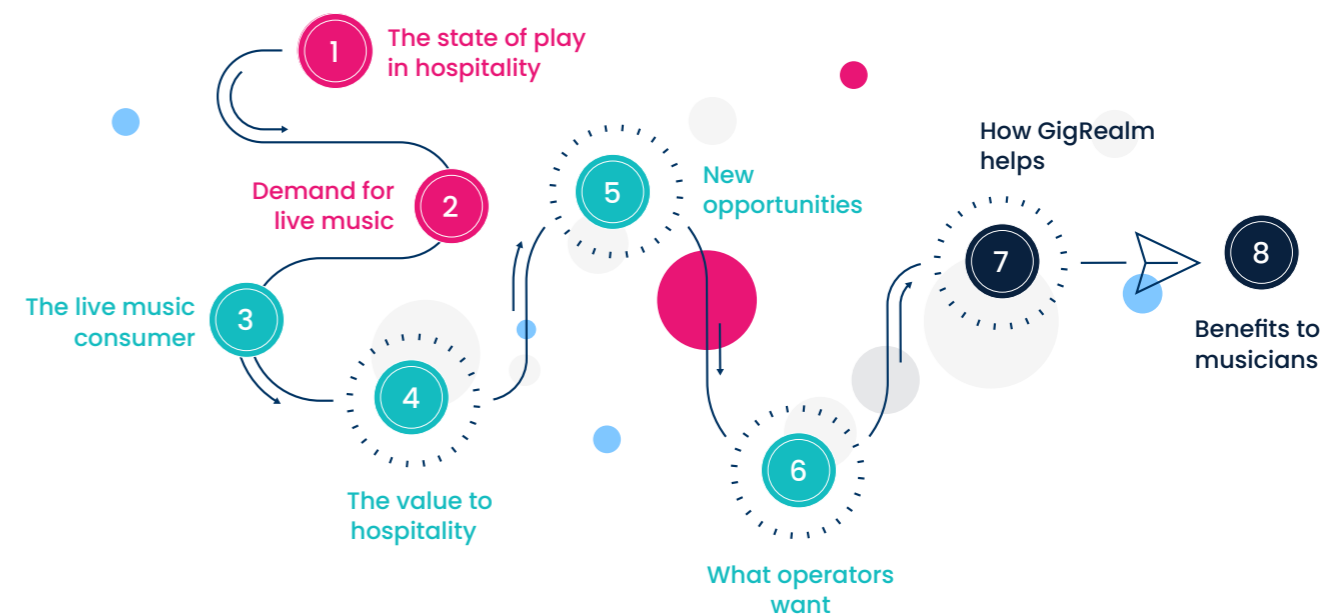 1
The state of play
in hospitality
2
Demand for
live music
3
The live music
consumer
4
The value to
hospitality
5
New
opportunities
6
What operators
want
7
How GigRealm
helps
8
Benefits to
musicians